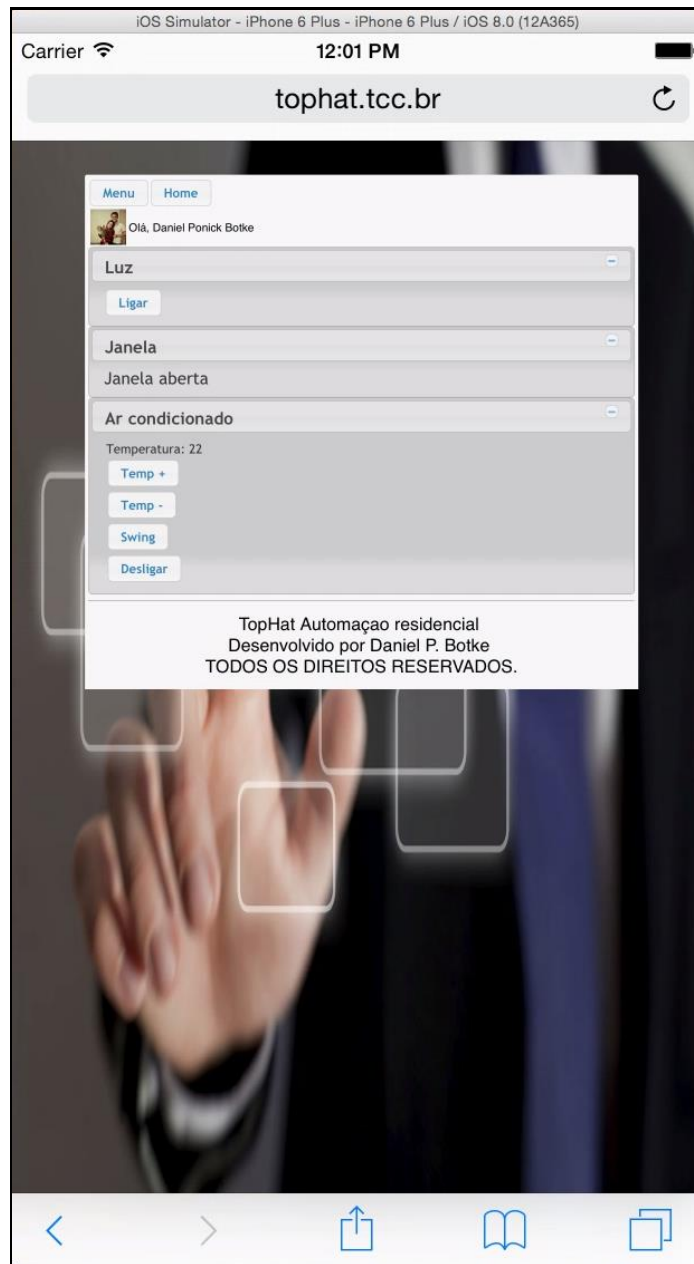 iOS Simulator - iPhone 6 Plus - iPhone 6 Plus / iOS 8.0 (12A365)
Carrier 12:01 PM
tophat.tcc.br
Menu Home
Olá, Daniel Ponick Botke
Luz
Ligar
Janela
Janela aberta
Ar condicionado
Temperatura: 22
Temp +
Temp -
Swing
Desligar
TopHat Automaçao residencial
Desenvolvido por Daniel P. Botke
TODOS OS DIREITOS RESERVADOS.